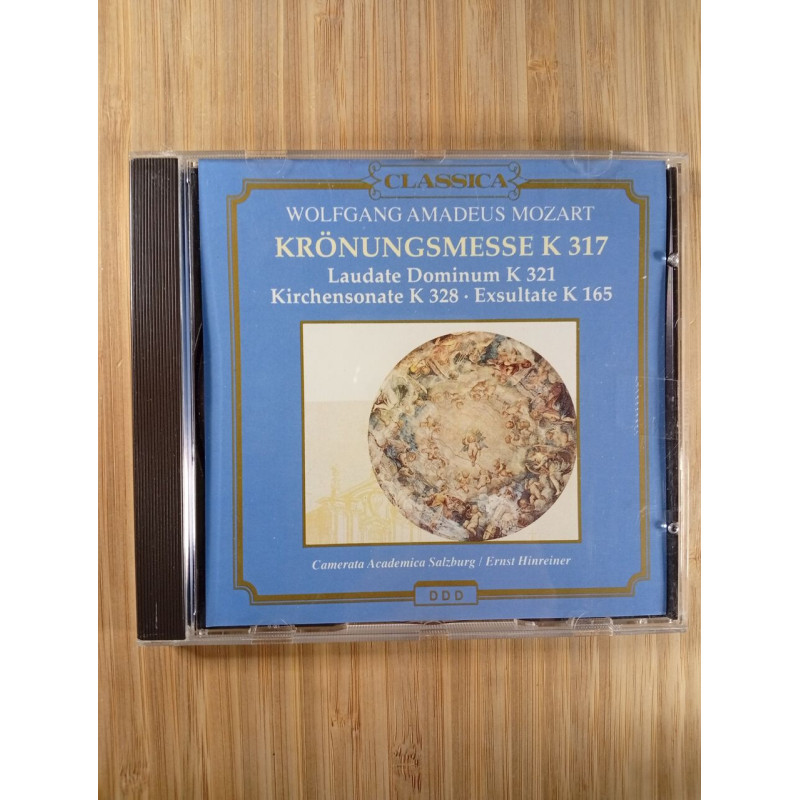 CLASSICA
WOLFGANG AMADEUS MOZART
KRÖNUNGSMESSE K 317
Laudate Dominum K 321
Kirchensonate K 328 · Exsultate K 165
Camerata Academica Salzburg / Ernst Hinreiner
DDD